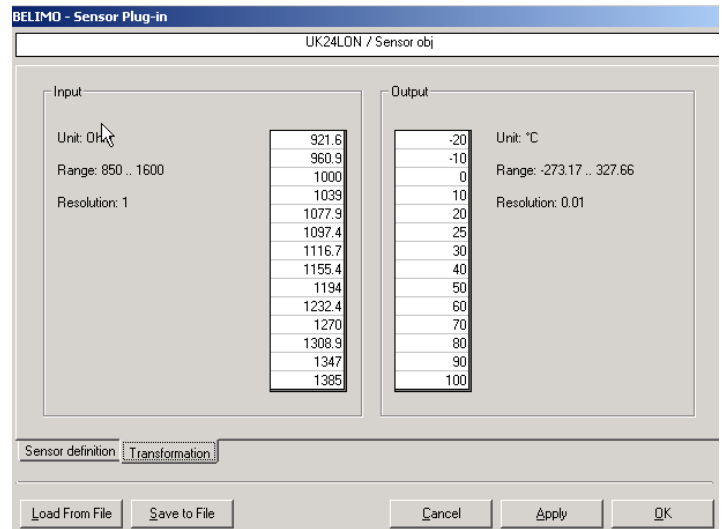 BELIMO - Sensor Plug-in
UK24LON / Sensor obj
Input
Unit:
Range: 850 .. 1600
Resolution: 1
921.6
960.9
1000
1039
1077.9
1097.4
1116.7
1155.4
1194
1232.4
1270
1308.9
1347
1385
Output
-20
-10
0
10
20
25
30
40
50
60
70
80
90
100
Unit: °C
Range: -273.17 .. 327.66
Resolution: 0.01
Sensor definition Transformation
Load From File Save to File Cancel Apply OK